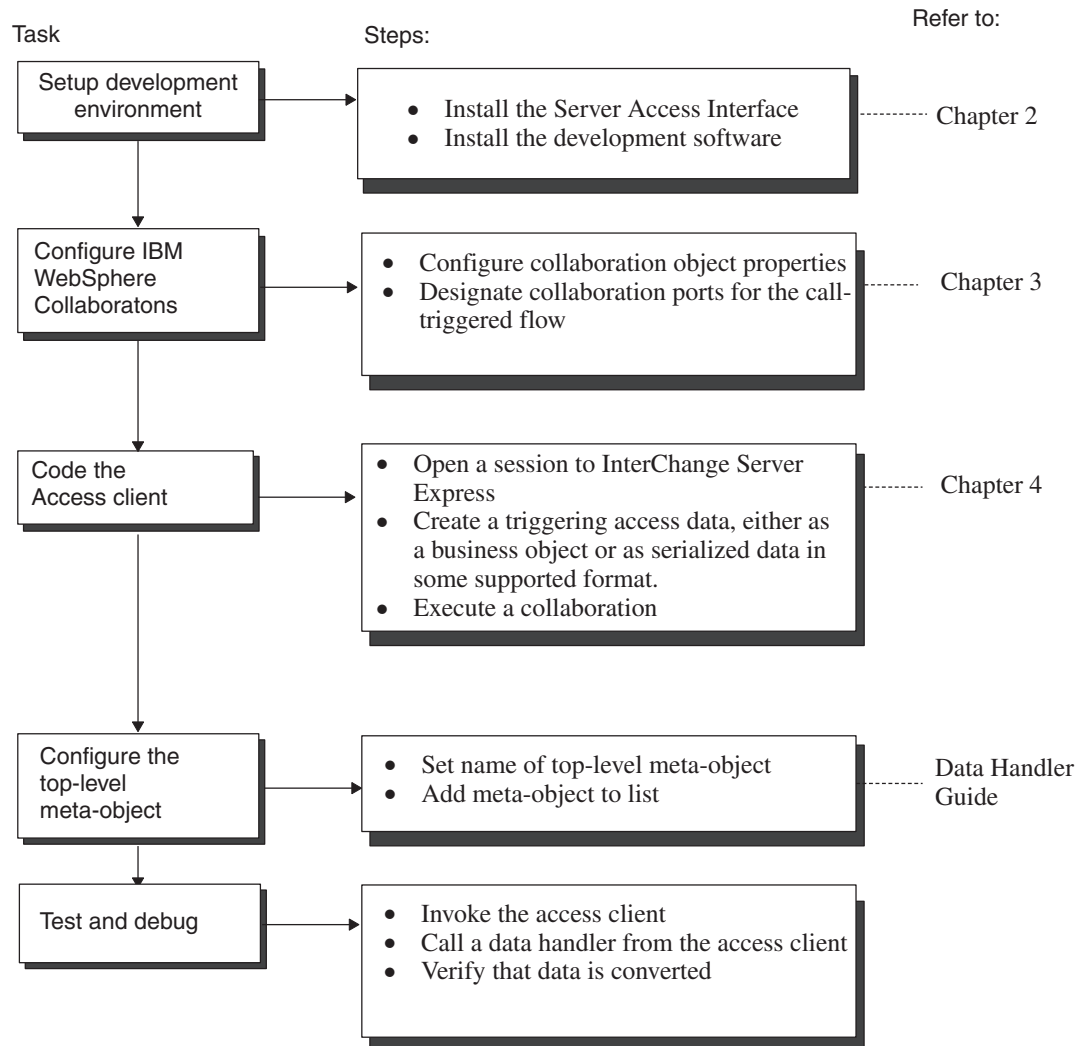 Task
Steps:
Refer to:
Setup development
environment
• Install the Server Access Interface
• Install the development software
Chapter 2
Configure IBM
WebSphere
Collaboratons
• Configure collaboration object properties
• Designate collaboration ports for the call-
triggered flow
Chapter 3
Code the
Access client
• Open a session to InterChange Server
Express
• Create a triggering access data, either as
a business object or as serialized data in
some supported format.
• Execute a collaboration
Chapter 4
Configure the
top-level
meta-object
• Set name of top-level meta-object
• Add meta-object to list
Data Handler
Guide
Test and debug
• Invoke the access client
• Call a data handler from the access client
• Verify that data is converted